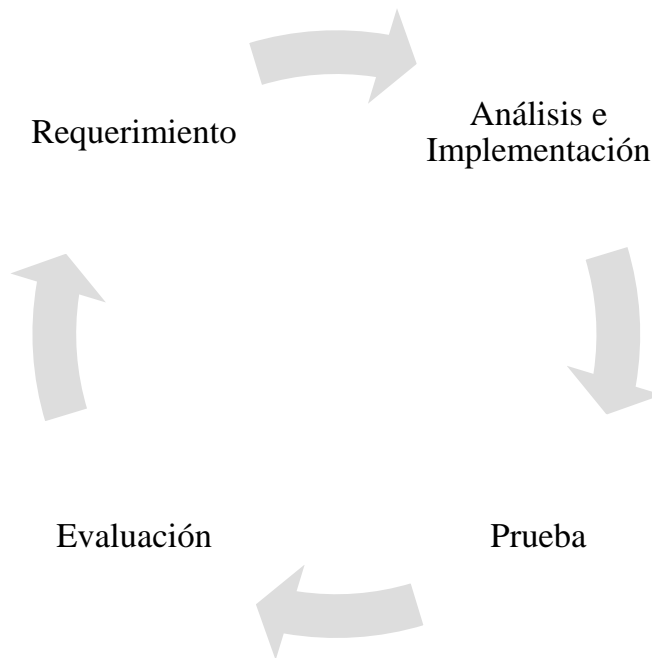 Requerimiento
Análisis e
Implementación
Evaluación
Prueba